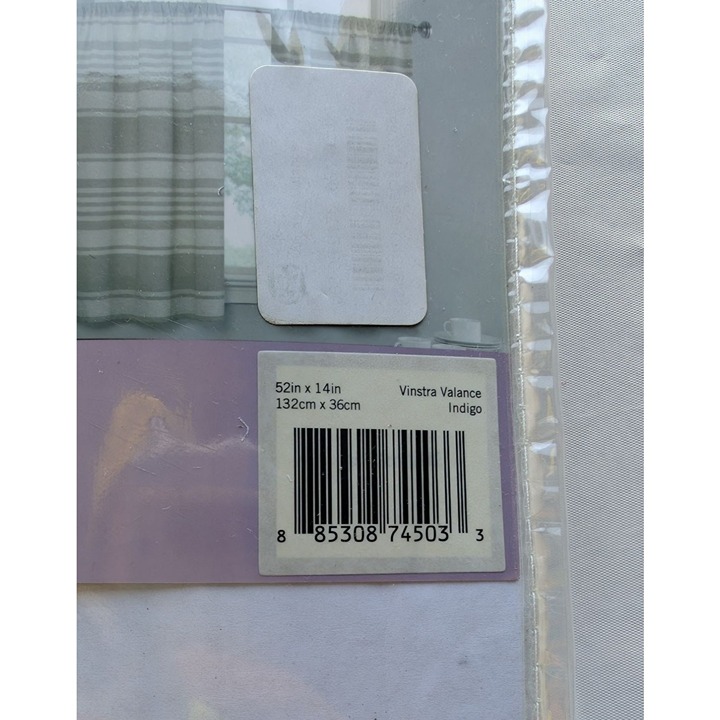 52in x 14in
132cm x 36cm
Vinstra Valance
Indigo
8 85308 74503 3